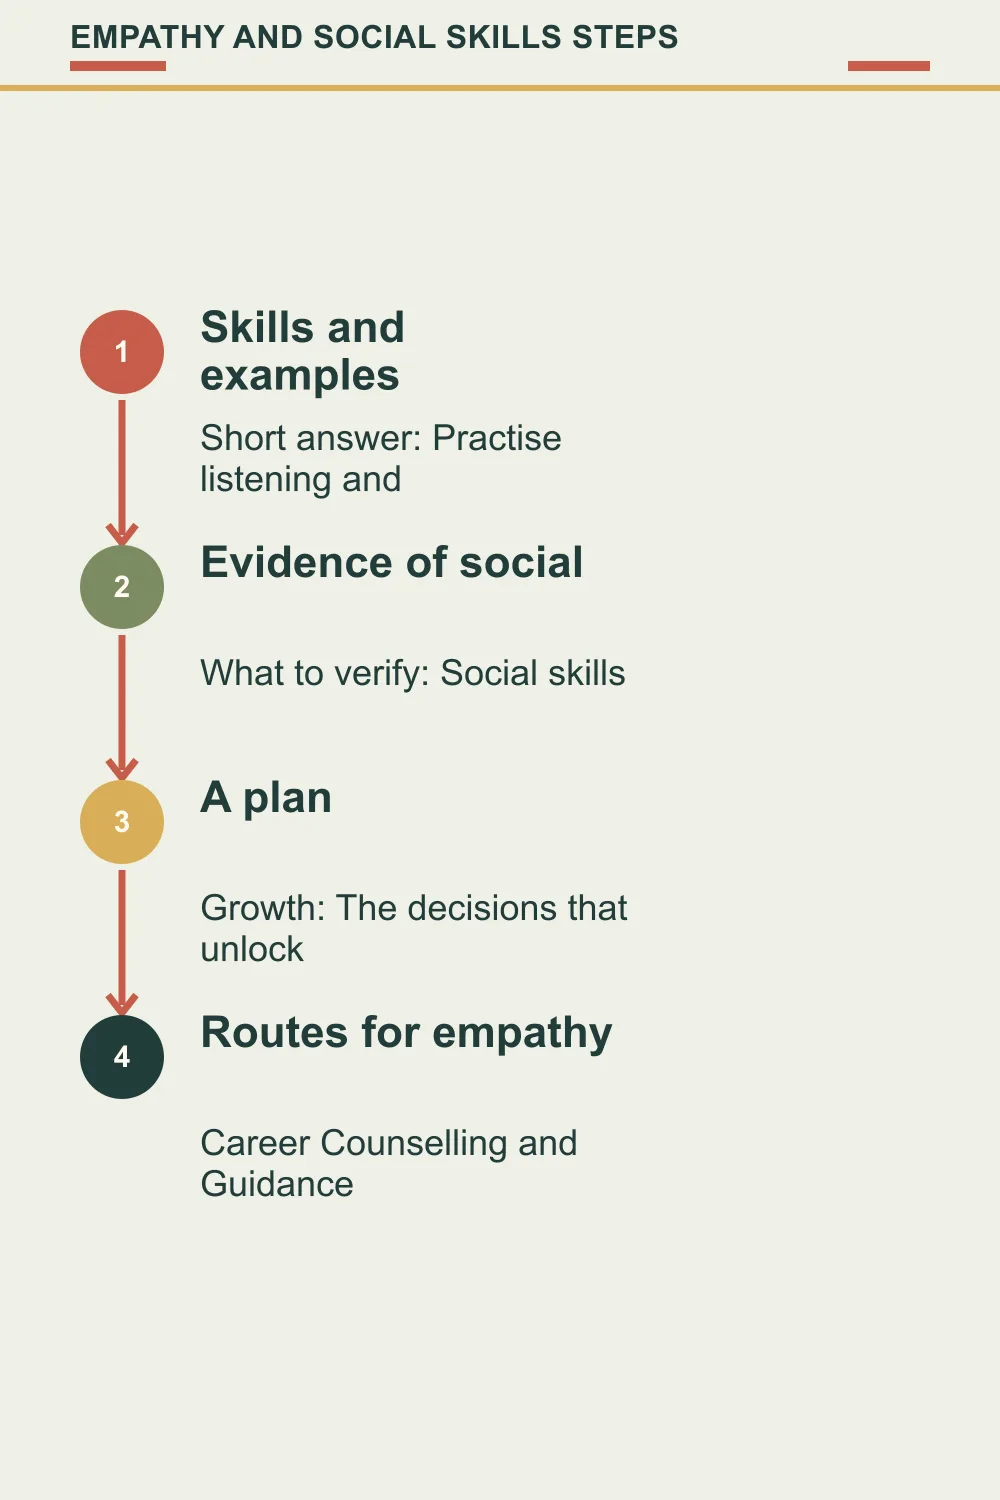 EMPATHY AND SOCIAL SKILLS STEPS
1
Skills and
examples
Short answer: Practise
listening and
2
Evidence of social
What to verify: Social skills
3
A plan
Growth: The decisions that
unlock
4
Routes for empathy
Career Counselling and
Guidance